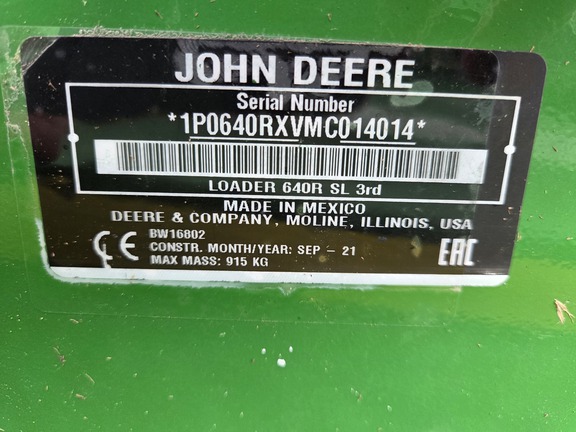 JOHN DEERE
Serial Number
*1P0640RXVMC014014*
LOADER 640R SL 3rd
MADE IN MEXICO
DEERE & COMPANY, MOLINE, ILLINOIS, USA
BW16802
CONSTR. MONTH/YEAR: SEP - 21
MAX MASS: 915 KG
CE
EAC